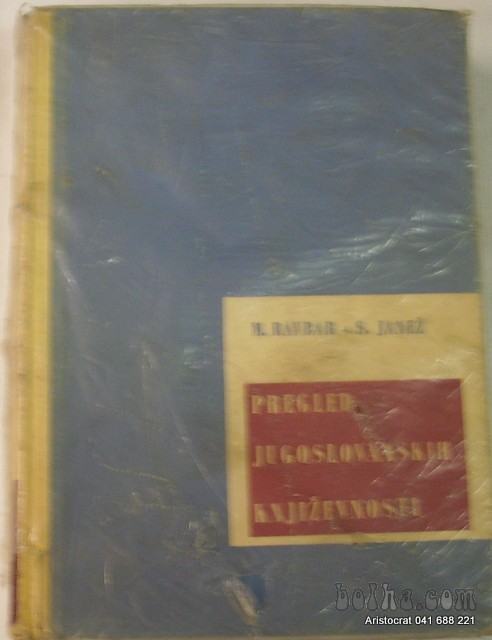 M. RAVBAR - S. JANEŽ
PREGLED
JUGOSLOVANSKIH
KNJIŽEVNOSTI
bolha.com
Aristocrat 041 688 221